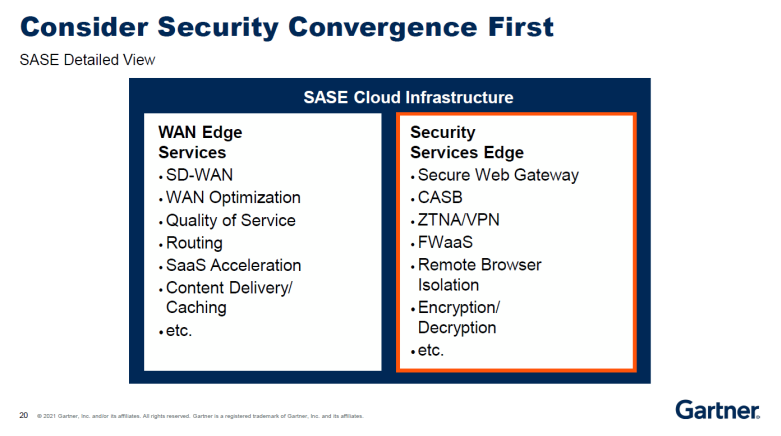 Consider Security Convergence First
SASE Detailed View
SASE Cloud Infrastructure
WAN Edge
Services
• SD-WAN
• WAN Optimization
• Quality of Service
• Routing
• SaaS Acceleration
• Content Delivery/
Caching
• etc.
Security
Services Edge
• Secure Web Gateway
• CASB
• ZTNA/VPN
• FWaaS
• Remote Browser
Isolation
• Encryption/
Decryption
• etc.
20 © 2021 Gartner, Inc. and/or its affiliates. All rights reserved. Gartner is a registered trademark of Gartner, Inc. and its affiliates.
Gartner®